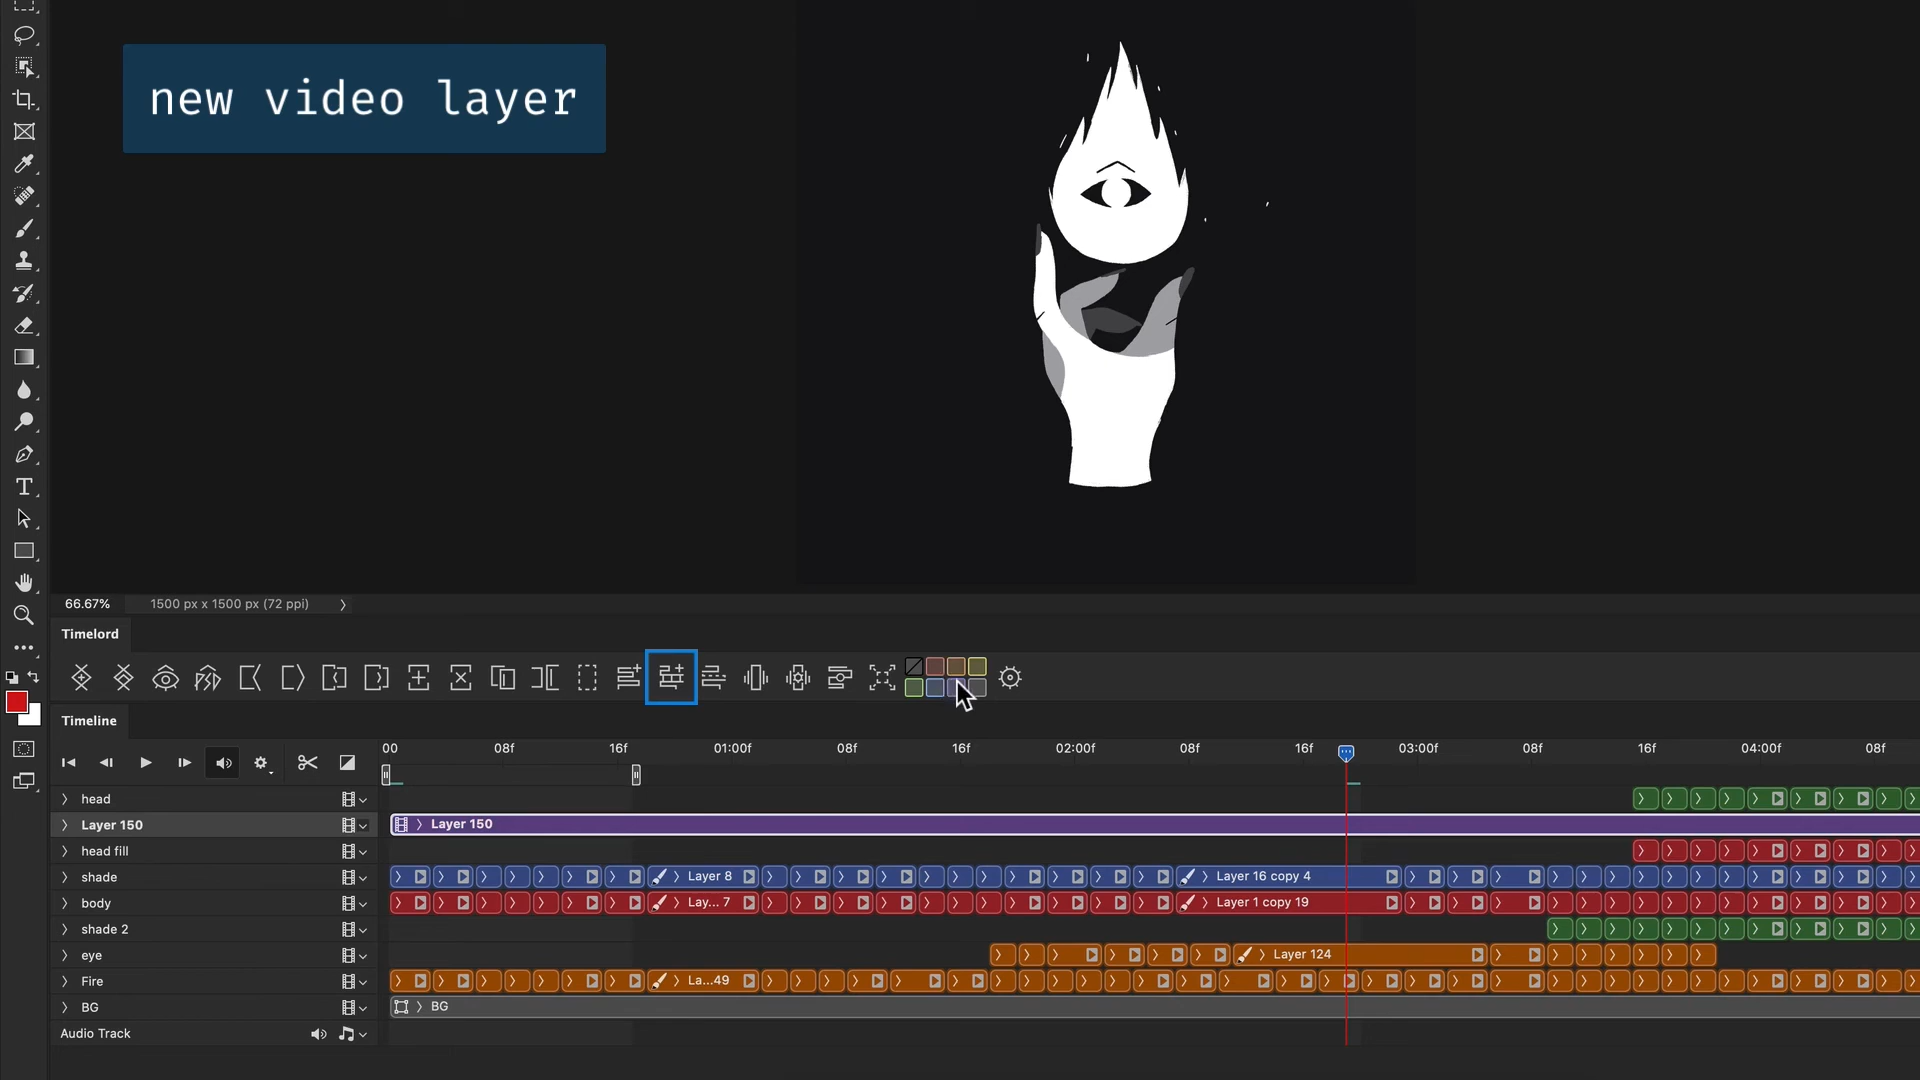 new video layer
66.67% 1500 px x 1500 px (72 ppi)
Timelord
Timeline
00 08f 16f 01:00f 08f 16f 02:00f 08f 16f 03:00f 08f 16f 04:00f 08f
head
Layer 150 Layer 150
head fill
shade Layer 8 Layer 16 copy 4
body Lay... 7 Layer 1 copy 19
shade 2
eye Layer 124
Fire La...49
BG BG
Audio Track